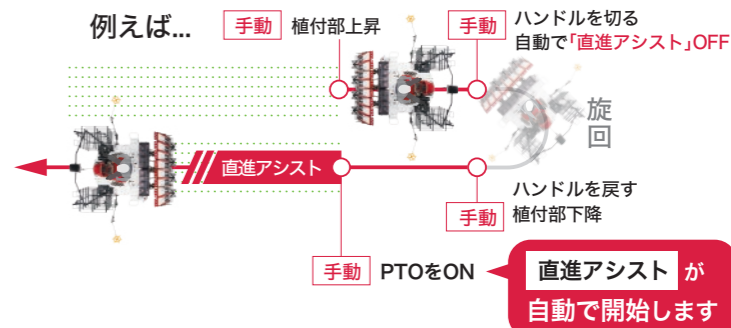 例えば...
手動 植付部上昇
手動 ハンドルを切る
自動で「直進アシスト」OFF
旋回
直進アシスト
手動 ハンドルを戻す
植付部下降
手動 PTOをON
直進アシスト が
自動で開始します